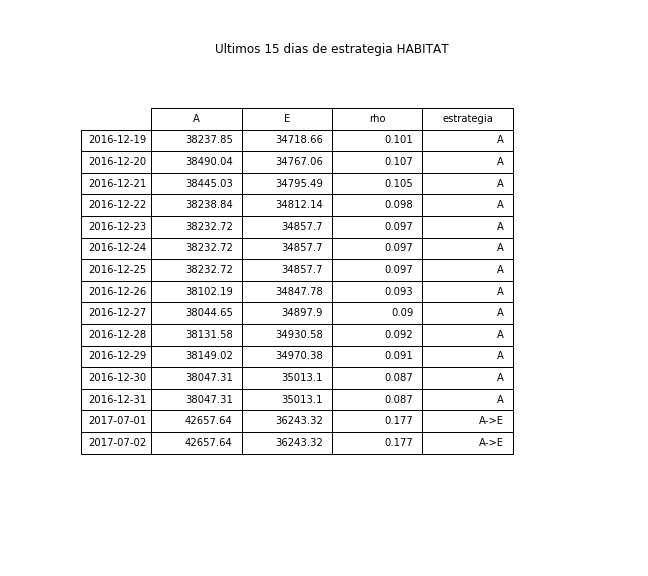 Ultimos 15 dias de estrategia HABITAT
A E rho estrategia
2016-12-19 38237.85 34718.66 0.101 A
2016-12-20 38490.04 34767.06 0.107 A
2016-12-21 38445.03 34795.49 0.105 A
2016-12-22 38238.84 34812.14 0.098 A
2016-12-23 38232.72 34857.7 0.097 A
2016-12-24 38232.72 34857.7 0.097 A
2016-12-25 38232.72 34857.7 0.097 A
2016-12-26 38102.19 34847.78 0.093 A
2016-12-27 38044.65 34897.9 0.09 A
2016-12-28 38131.58 34930.58 0.092 A
2016-12-29 38149.02 34970.38 0.091 A
2016-12-30 38047.31 35013.1 0.087 A
2016-12-31 38047.31 35013.1 0.087 A
2017-07-01 42657.64 36243.32 0.177 A->E
2017-07-02 42657.64 36243.32 0.177 A->E